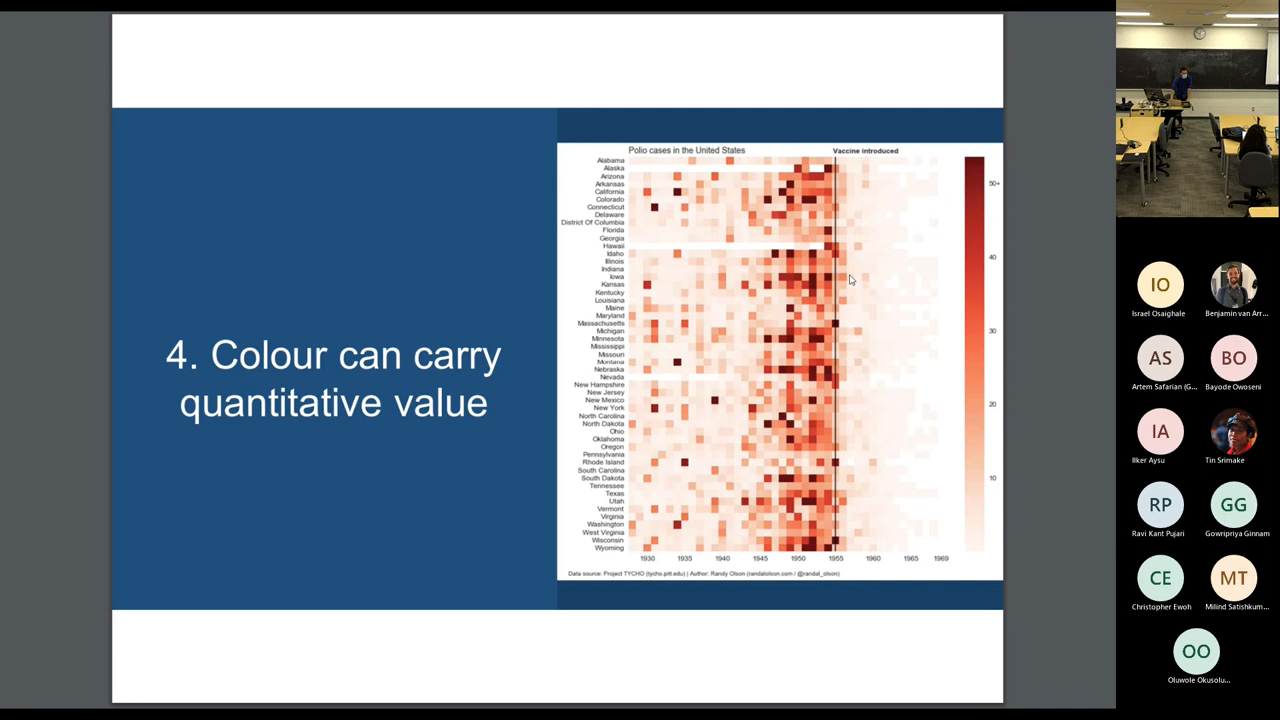 4. Colour can carry
quantitative value
Polio cases in the United States
Vaccine introduced
Alabama
Alaska
Arizona
Arkansas
California
Colorado
Connecticut
Delaware
District Of Columbia
Florida
Georgia
Hawaii
Idaho
Illinois
Indiana
Iowa
Kansas
Kentucky
Louisiana
Maine
Maryland
Massachusetts
Michigan
Minnesota
Mississippi
Missouri
Montana
Nebraska
Nevada
New Hampshire
New Jersey
New Mexico
New York
North Carolina
North Dakota
Ohio
Oklahoma
Oregon
Pennsylvania
Rhode Island
South Carolina
South Dakota
Tennessee
Texas
Utah
Vermont
Virginia
Washington
West Virginia
Wisconsin
Wyoming
1930 1935 1940 1945 1950 1955 1960 1965 1969
50+
40
30
20
10
Data source: Project TYCHO (tycho.pitt.edu) | Author: Randy Olson (randalolson.com / @randal_olson)
IO
Israel Osaighale
Benjamin van Arr...
AS
Artem Safarian (G...
BO
Bayode Owoseni
IA
Ilker Aysu
Tin Srimake
RP
Ravi Kant Pujari
GG
Gowripriya Ginnam
CE
Christopher Ewoh
MT
Milind Satishkum...
OO
Oluwole Okusolu...